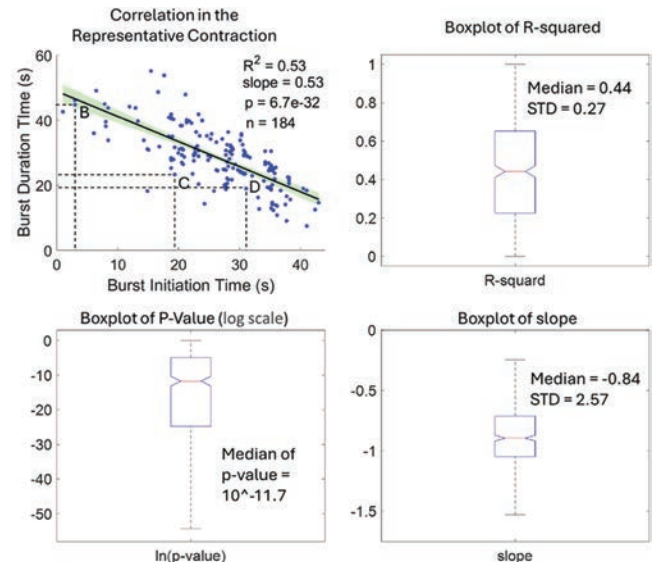 Correlation in the
Representative Contraction
Burst Duration TIme (s)
60
40
20
0
R² = 0.53
slope = 0.53
p = 6.7e-32
n = 184
B
C
D
0
10
20
30
40
Burst Initiation Time (s)
Boxplot of R-squared
1
0.8
0.6
0.4
0.2
0
Median = 0.44
STD = 0.27
R-squard
Boxplot of P-Value (log scale)
0
-10
-20
-30
-40
-50
Median of
p-value =
10^-11.7
ln(p-value)
Boxplot of slope
0
-0.5
-1
-1.5
Median = -0.84
STD = 2.57
slope